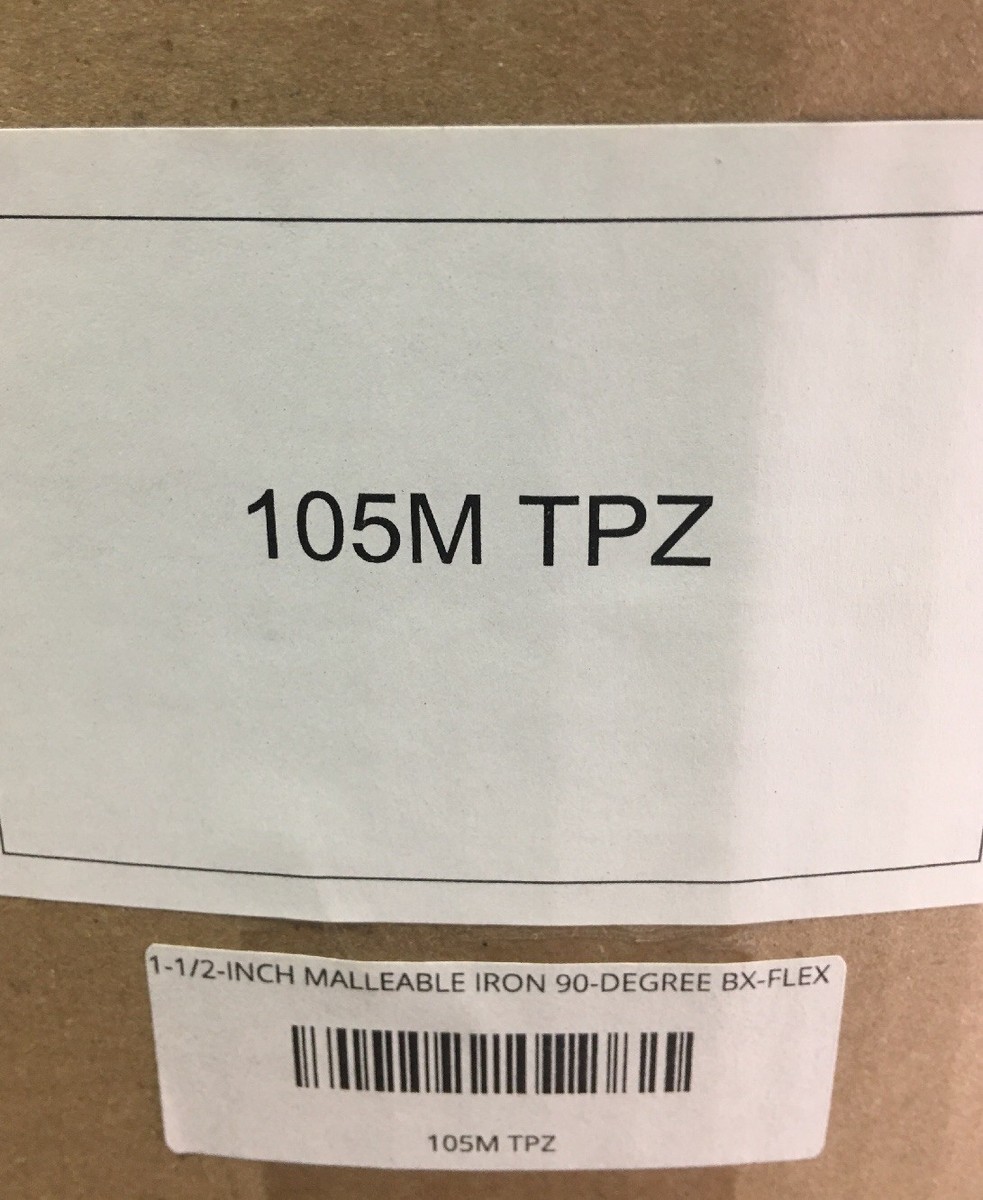 105M TPZ
1-1/2-INCH MALLEABLE IRON 90-DEGREE BX-FLEX
105M TPZ